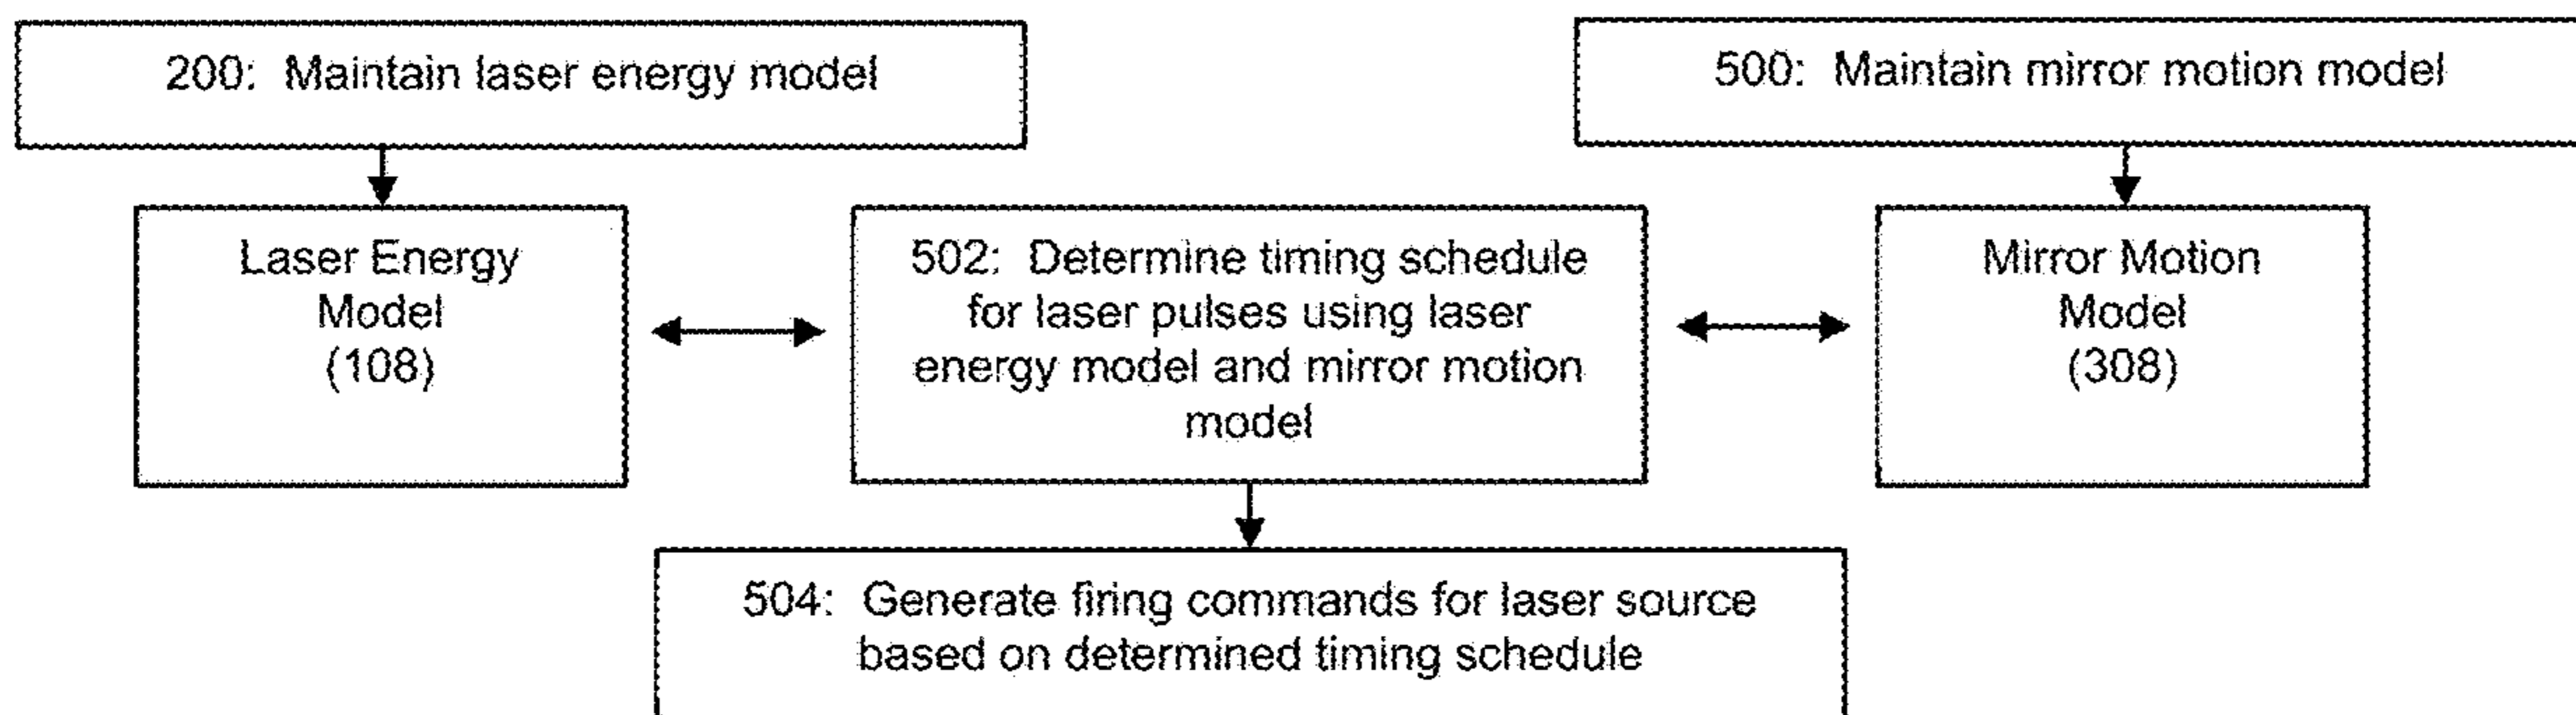 200: Maintain laser energy model
500: Maintain mirror motion model
Laser Energy
Model
(108)
502: Determine timing schedule
for laser pulses using laser
energy model and mirror motion
model
Mirror Motion
Model
(308)
504: Generate firing commands for laser source
based on determined timing schedule